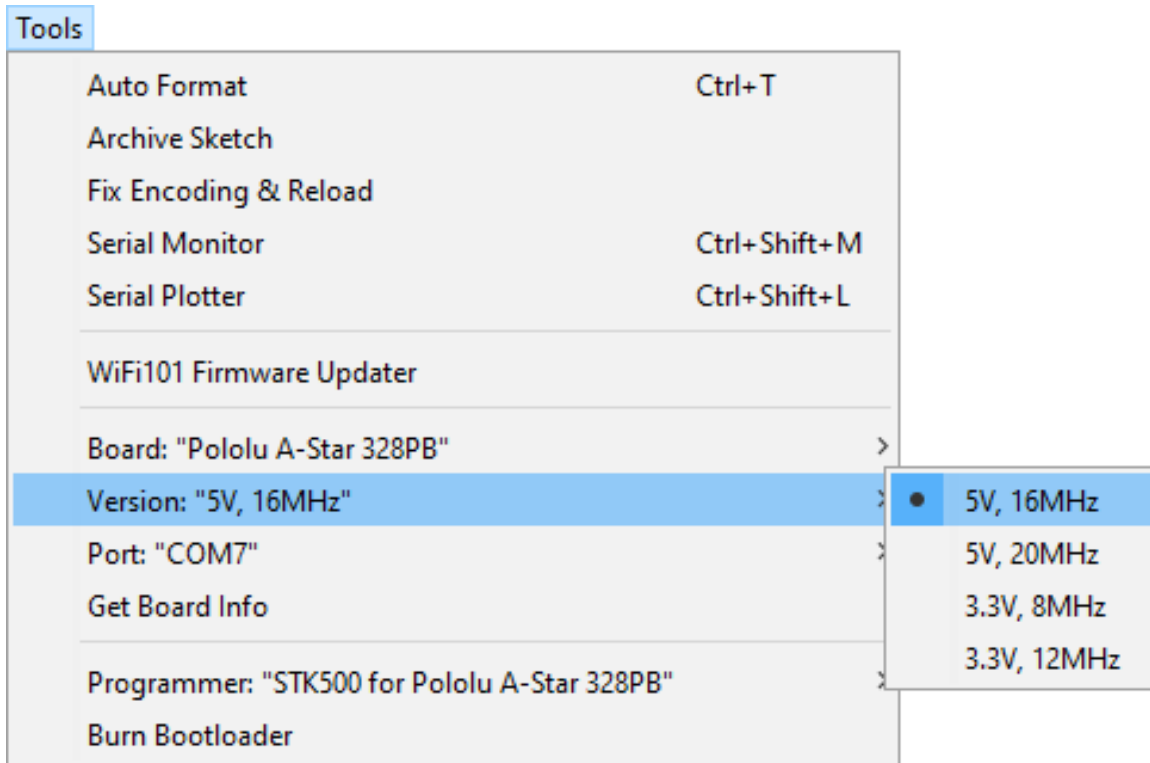 Tools
Auto Format Ctrl+T
Archive Sketch
Fix Encoding & Reload
Serial Monitor Ctrl+Shift+M
Serial Plotter Ctrl+Shift+L
WiFi101 Firmware Updater
Board: "Pololu A-Star 328PB"
Version: "5V, 16MHz"
Port: "COM7"
Get Board Info
Programmer: "STK500 for Pololu A-Star 328PB"
Burn Bootloader
5V, 16MHz
5V, 20MHz
3.3V, 8MHz
3.3V, 12MHz